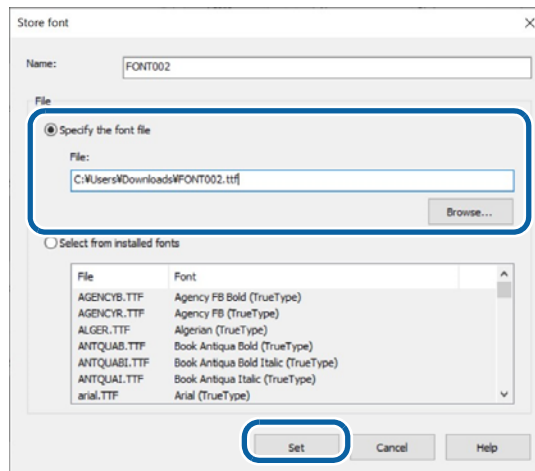 Store font
Name: FONT002
File
Specify the font file
File:
C:¥Users¥Downloads¥FONT002.ttf
Browse...
Select from installed fonts
File Font
AGENCYB.TTF Agency FB Bold (TrueType)
AGENCYR.TTF Agency FB (TrueType)
ALGER.TTF Algerian (TrueType)
ANTQUAB.TTF Book Antiqua Bold (TrueType)
ANTQUABI.TTF Book Antiqua Bold Italic (TrueType)
ANTQUAI.TTF Book Antiqua Italic (TrueType)
arial.TTF Arial (TrueType)
Set Cancel Help